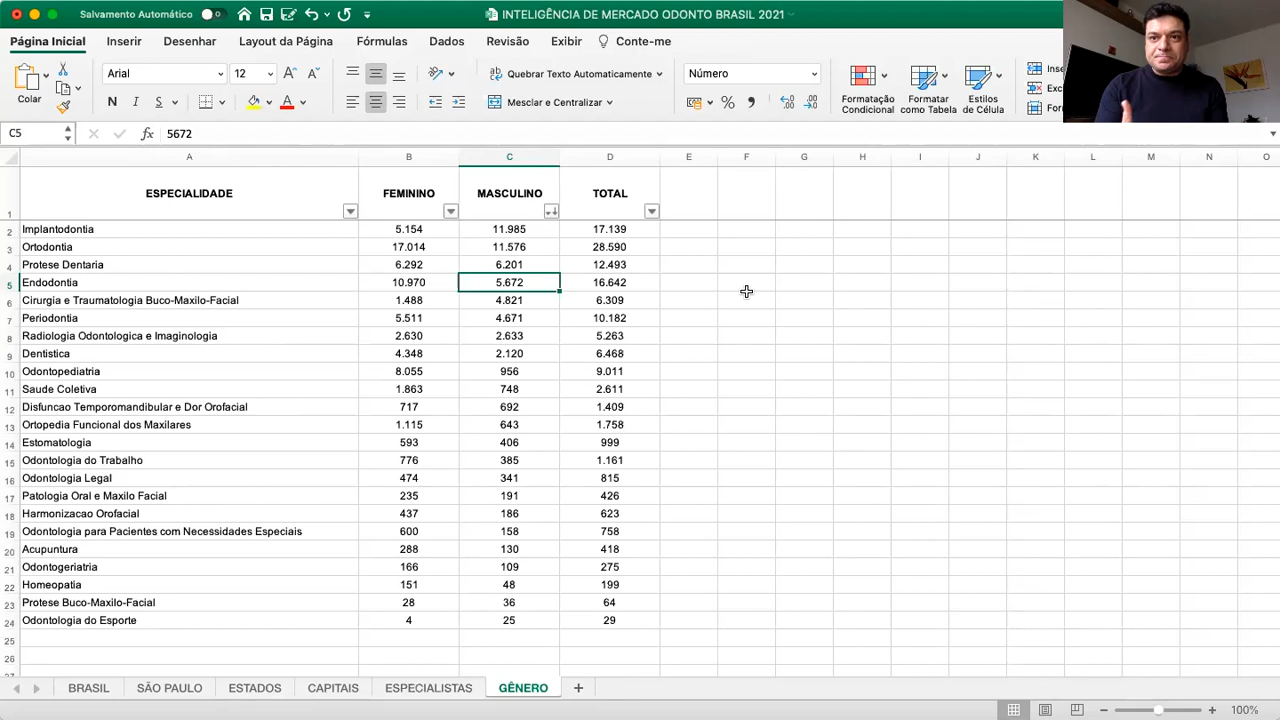 Salvamento Automático INTELIGÊNCIA DE MERCADO ODONTO BRASIL 2021
Página Inicial Inserir Desenhar Layout da Página Fórmulas Dados Revisão Exibir Conte-me
Colar Arial 12 Quebrar Texto Automaticamente Número
N I S A Mesclar e Centralizar % Formatação Condicional Formatar como Tabela Estilos de Célula
C5 fx 5672
A B C D E F G H I J K L M N O
1 ESPECIALIDADE FEMININO MASCULINO TOTAL
2 Implantodontia 5.154 11.985 17.139
3 Ortodontia 17.014 11.576 28.590
4 Protese Dentaria 6.292 6.201 12.493
5 Endodontia 10.970 5.672 16.642
6 Cirurgia e Traumatologia Buco-Maxilo-Facial 1.488 4.821 6.309
7 Periodontia 5.511 4.671 10.182
8 Radiologia Odontologica e Imaginologia 2.630 2.633 5.263
9 Dentistica 4.348 2.120 6.468
10 Odontopediatria 8.055 956 9.011
11 Saude Coletiva 1.863 748 2.611
12 Disfuncao Temporomandibular e Dor Orofacial 717 692 1.409
13 Ortopedia Funcional dos Maxilares 1.115 643 1.758
14 Estomatologia 593 406 999
15 Odontologia do Trabalho 776 385 1.161
16 Odontologia Legal 474 341 815
17 Patologia Oral e Maxilo Facial 235 191 426
18 Harmonizacao Orofacial 437 186 623
19 Odontologia para Pacientes com Necessidades Especiais 600 158 758
20 Acupuntura 288 130 418
21 Odontogeriatria 166 109 275
22 Homeopatia 151 48 199
23 Protese Buco-Maxilo-Facial 28 36 64
24 Odontologia do Esporte 4 25 29
25
26
BRASIL SÃO PAULO ESTADOS CAPITAIS ESPECIALISTAS GÊNERO +
100%